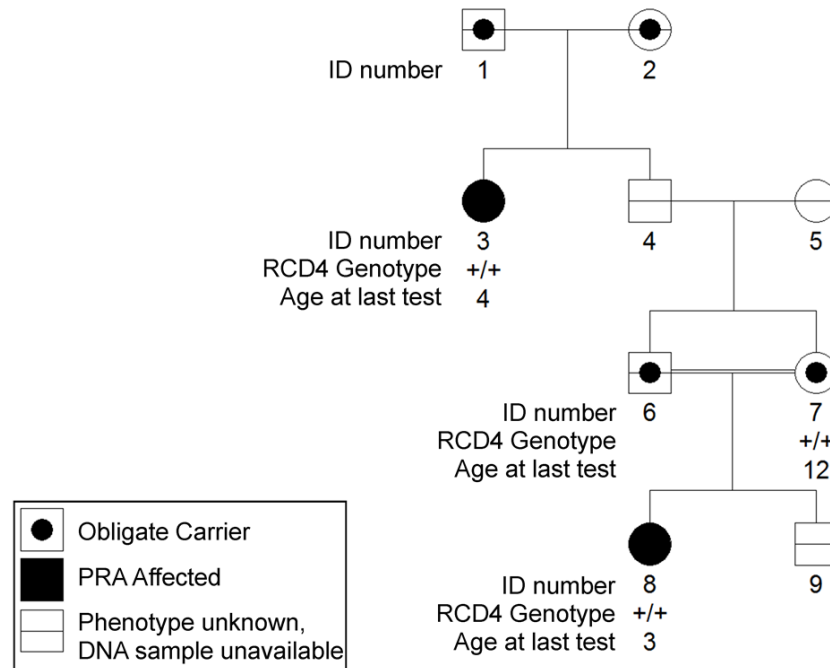 ID number 1 2
ID number 3 4 5
RCD4 Genotype +/+
Age at last test 4
ID number 6 7
RCD4 Genotype +/+
Age at last test 12
Obligate Carrier
PRA Affected
Phenotype unknown,
DNA sample unavailable
ID number 8 9
RCD4 Genotype +/+
Age at last test 3